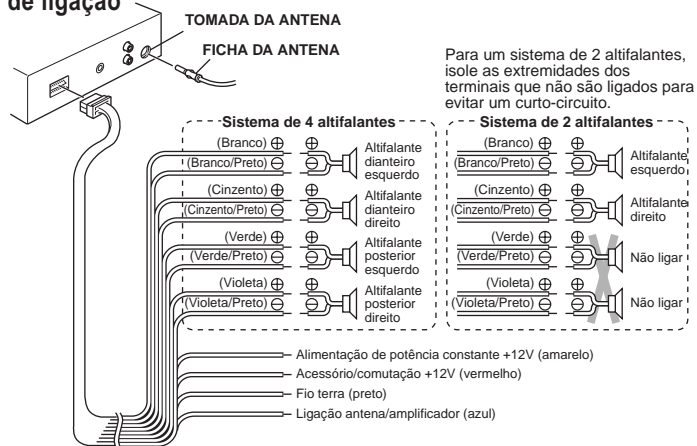 de ligação
TOMADA DA ANTENA
FICHA DA ANTENA
Para um sistema de 2 altifalantes,
isole as extremidades dos
terminais que não são ligados para
evitar um curto-circuito.
Sistema de 4 altifalantes
(Branco) ⊕ ⊕
(Branco/Preto) ⊖ ⊖
Altifalante
dianteiro
esquerdo
(Cinzento) ⊕ ⊕
(Cinzento/Preto) ⊖ ⊖
Altifalante
dianteiro
direito
(Verde) ⊕ ⊕
(Verde/Preto) ⊖ ⊖
Altifalante
posterior
esquerdo
(Violeta) ⊕ ⊕
(Violeta/Preto) ⊖ ⊖
Altifalante
posterior
direito
Sistema de 2 altifalantes
(Branco) ⊕ ⊕
(Branco/Preto) ⊖ ⊖
Altifalante
esquerdo
(Cinzento) ⊕ ⊕
(Cinzento/Preto) ⊖ ⊖
Altifalante
direito
(Verde) ⊕ ⊕
(Verde/Preto) ⊖ ⊖
Não ligar
(Violeta) ⊕ ⊕
(Violeta/Preto) ⊖ ⊖
Não ligar
Alimentação de potência constante +12V (amarelo)
Acessório/comutação +12V (vermelho)
Fio terra (preto)
Ligação antena/amplificador (azul)